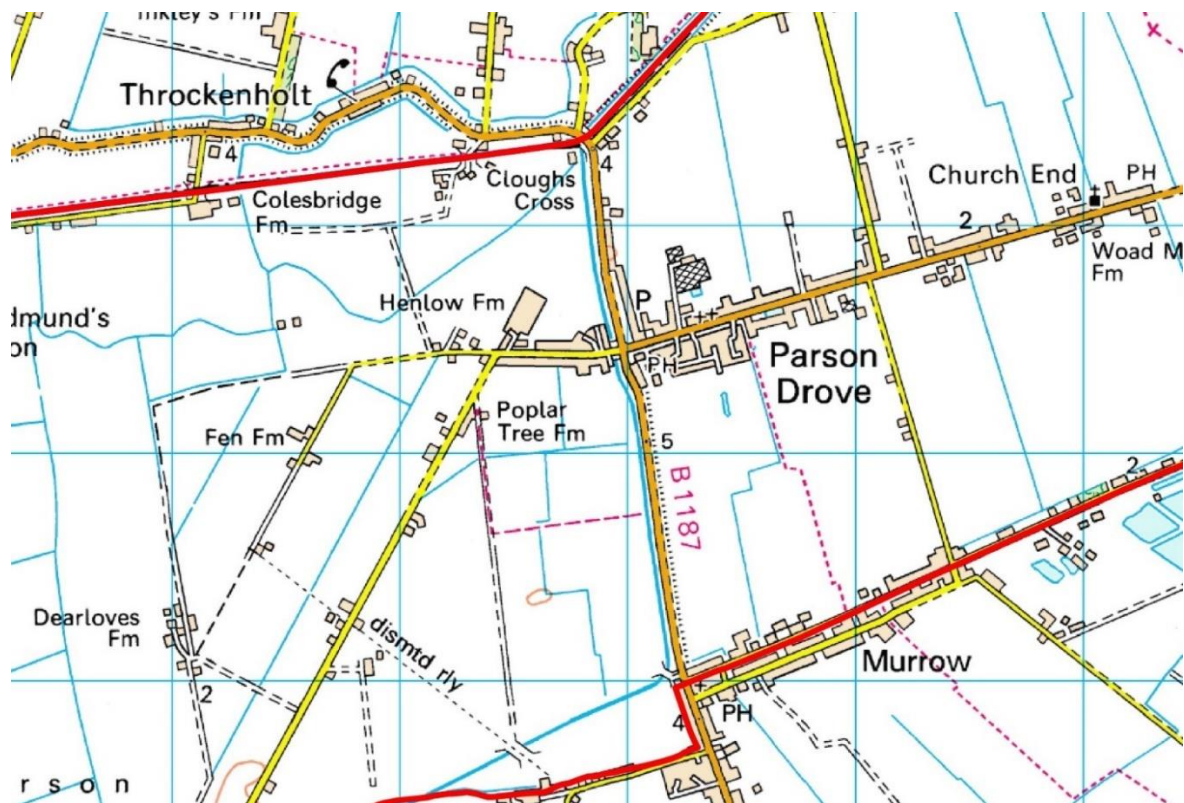 Throckenholt
4
Colesbridge
Fm
Cloughs
Cross
4
Church End
PH
2
Woad M
Fm
Henlow Fm
P
PH
Parson
Drove
dmund's
on
Fen Fm
Poplar
Tree Fm
5
B1187
2
Dearloves
Fm
dismtd rly
2
Murrow
4
PH
r s o n